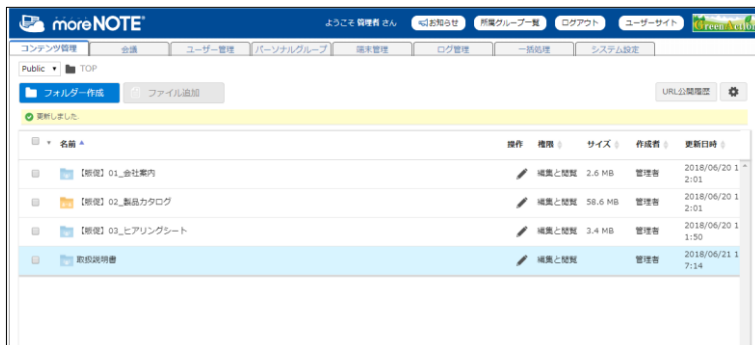 moreNOTE
ようこそ 管理者 さん
お知らせ
所属グループ一覧
ログアウト
ユーザーサイト
Green Action
コンテンツ管理
会議
ユーザー管理
パーソナルグループ
端末管理
ログ管理
一括処理
システム設定
Public
TOP
フォルダー作成
ファイル追加
URL公開履歴
更新しました.
名前
操作
権限
サイズ
作成者
更新日時
【販促】01_会社案内
編集と閲覧
2.6 MB
管理者
2018/06/20 1
2:01
【販促】02_製品カタログ
編集と閲覧
58.6 MB
管理者
2018/06/20 1
2:01
【販促】03_ヒアリングシート
編集と閲覧
3.4 MB
管理者
2018/06/20 1
1:50
取扱説明書
編集と閲覧
管理者
2018/06/21 1
7:14